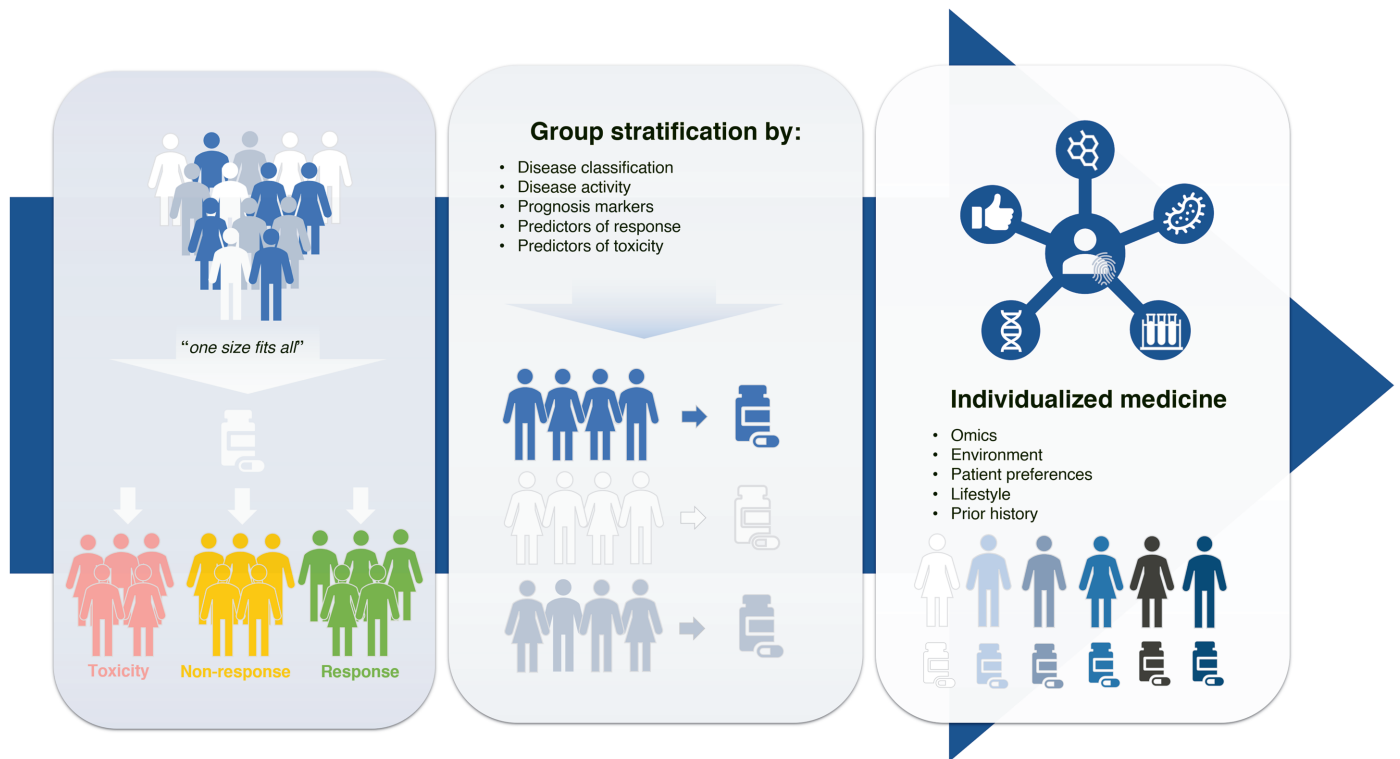 “one size fits all”
Toxicity
Non-response
Response
Group stratification by:
• Disease classification
• Disease activity
• Prognosis markers
• Predictors of response
• Predictors of toxicity
Individualized medicine
• Omics
• Environment
• Patient preferences
• Lifestyle
• Prior history